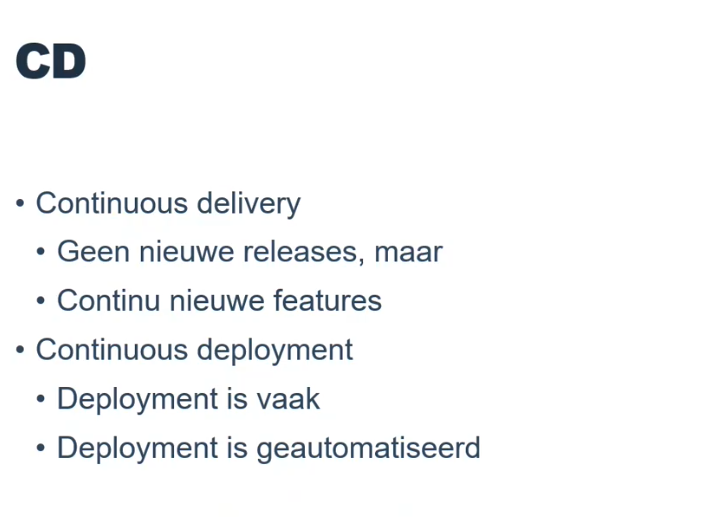 CD
• Continuous delivery
• Geen nieuwe releases, maar
• Continu nieuwe features
• Continuous deployment
• Deployment is vaak
• Deployment is geautomatiseerd